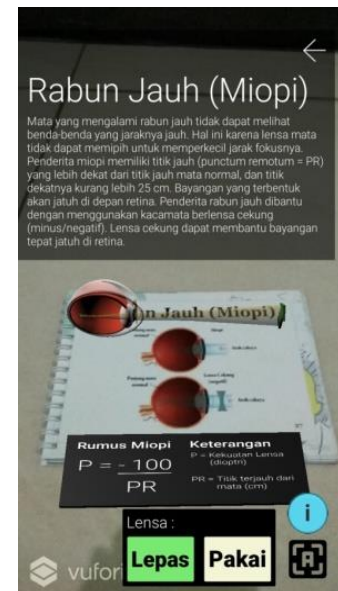 Rabun Jauh (Miopi)
Mata yang mengalami rabun jauh tidak dapat melihat
benda-benda yang jaraknya jauh. Hal ini karena lensa mata
tidak dapat memipih untuk memperkecil jarak fokusnya.
Penderita miopi memiliki titik jauh (punctum remotum = PR)
yang lebih dekat dari titik jauh mata normal, dan titik
dekatnya kurang lebih 25 cm. Bayangan yang terbentuk
akan jatuh di depan retina. Penderita rabun jauh dibantu
dengan menggunakan kacamata berlensa cekung
(minus/negatif). Lensa cekung dapat membantu bayangan
tepat jatuh di retina.
n Jauh (Miopi)
Rumus Miopi
P = - 100
PR
Keterangan
P = Kekuatan Lensa
(dioptri)
PR = Titik terjauh dari
mata (cm)
i
Lensa :
Lepas
Pakai
A
vufori